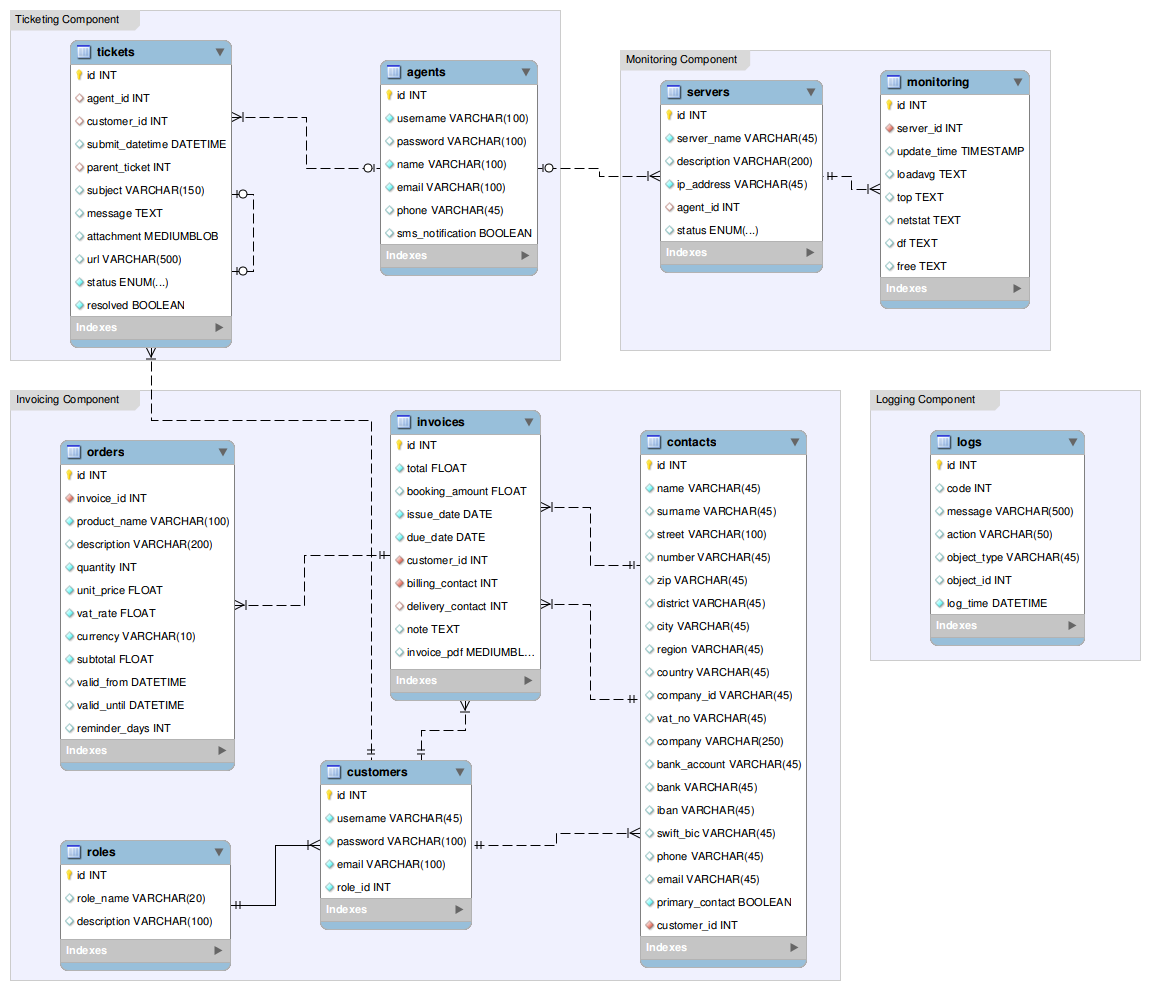 Ticketing Component
tickets
id INT
agent_id INT
customer_id INT
submit_datetime DATETIME
parent_ticket INT
subject VARCHAR(150)
message TEXT
attachment MEDIUMBLOB
url VARCHAR(500)
status ENUM(...)
resolved BOOLEAN
Indexes
agents
id INT
username VARCHAR(100)
password VARCHAR(100)
name VARCHAR(100)
email VARCHAR(100)
phone VARCHAR(45)
sms_notification BOOLEAN
Indexes
Monitoring Component
servers
id INT
server_name VARCHAR(45)
description VARCHAR(200)
ip_address VARCHAR(45)
agent_id INT
status ENUM(...)
Indexes
monitoring
id INT
server_id INT
update_time TIMESTAMP
loadavg TEXT
top TEXT
netstat TEXT
df TEXT
free TEXT
Indexes
Invoicing Component
orders
id INT
invoice_id INT
product_name VARCHAR(100)
description VARCHAR(200)
quantity INT
unit_price FLOAT
vat_rate FLOAT
currency VARCHAR(10)
subtotal FLOAT
valid_from DATETIME
valid_until DATETIME
reminder_days INT
Indexes
invoices
id INT
total FLOAT
booking_amount FLOAT
issue_date DATE
due_date DATE
customer_id INT
billing_contact INT
delivery_contact INT
note TEXT
invoice_pdf MEDIUMBL...
Indexes
contacts
id INT
name VARCHAR(45)
surname VARCHAR(45)
street VARCHAR(100)
number VARCHAR(45)
zip VARCHAR(45)
district VARCHAR(45)
city VARCHAR(45)
region VARCHAR(45)
country VARCHAR(45)
company_id VARCHAR(45)
vat_no VARCHAR(45)
company VARCHAR(250)
bank_account VARCHAR(45)
bank VARCHAR(45)
iban VARCHAR(45)
swift_bic VARCHAR(45)
phone VARCHAR(45)
email VARCHAR(45)
primary_contact BOOLEAN
customer_id INT
Indexes
customers
id INT
username VARCHAR(45)
password VARCHAR(100)
email VARCHAR(100)
role_id INT
Indexes
roles
id INT
role_name VARCHAR(20)
description VARCHAR(100)
Indexes
Logging Component
logs
id INT
code INT
message VARCHAR(500)
action VARCHAR(50)
object_type VARCHAR(45)
object_id INT
log_time DATETIME
Indexes